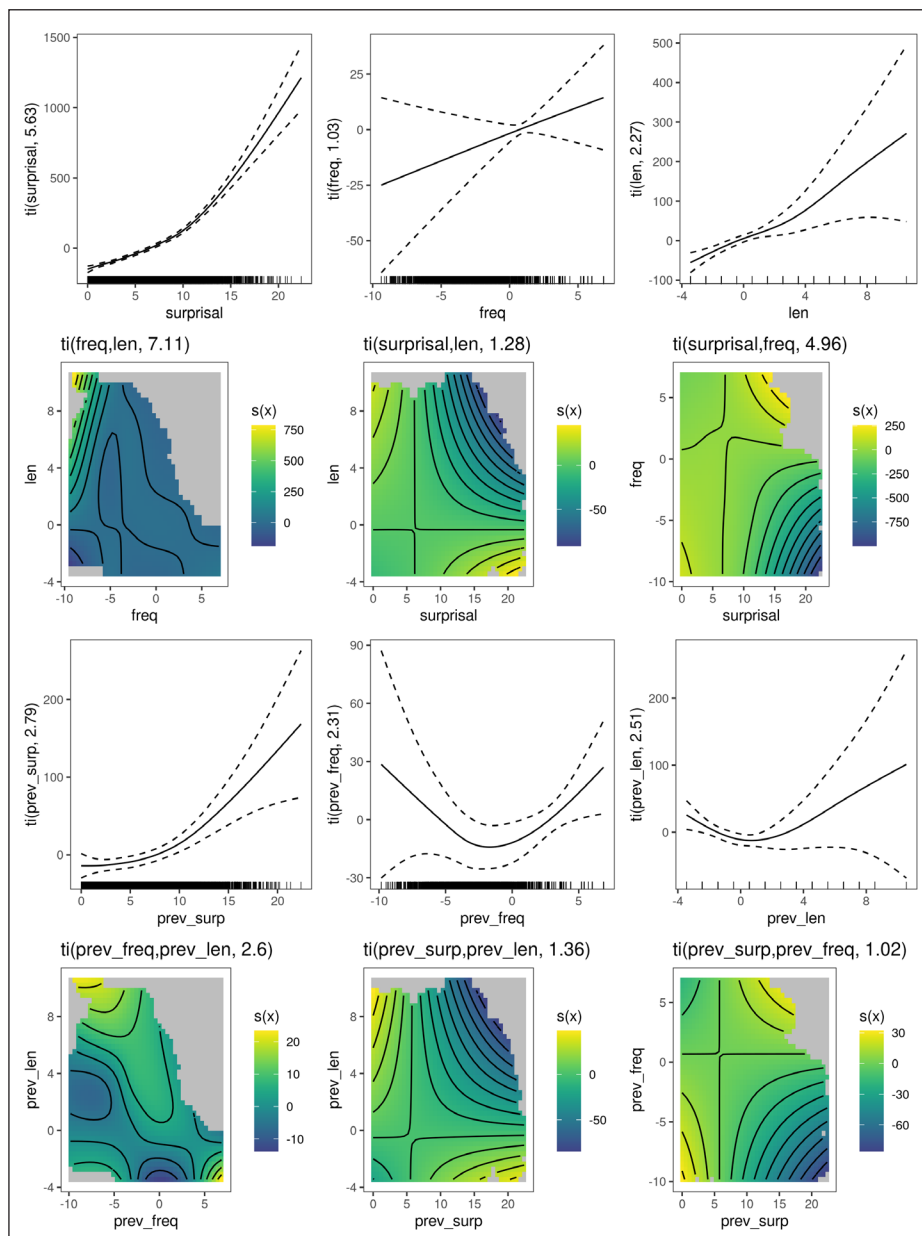 ti(surprisal, 5.63)
1500
1000
500
0
0 5 10 15 20
surprisal
ti(freq, 1.03)
25
0
-25
-50
-10 -5 0 5
freq
ti(len, 2.27)
500
400
300
200
100
0
-100
-4 0 4 8
len
ti(freq,len, 7.11)
len
8
4
0
-4
-10 -5 0 5
freq
s(x)
750
500
250
0
ti(surprisal,len, 1.28)
len
8
4
0
-4
0 5 10 15 20
surprisal
s(x)
0
-50
ti(surprisal,freq, 4.96)
freq
5
0
-5
-10
0 5 10 15 20
surprisal
s(x)
250
0
-250
-500
-750
ti(prev_surp, 2.79)
200
100
0
0 5 10 15 20
prev_surp
ti(prev_freq, 2.31)
90
60
30
0
-30
-10 -5 0 5
prev_freq
ti(prev_len, 2.51)
200
100
0
-4 0 4 8
prev_len
ti(prev_freq,prev_len, 2.6)
prev_len
8
4
0
-4
-10 -5 0 5
prev_freq
s(x)
20
10
0
-10
ti(prev_surp,prev_len, 1.36)
prev_len
8
4
0
-4
0 5 10 15 20
prev_surp
s(x)
0
-50
ti(prev_surp,prev_freq, 1.02)
prev_freq
5
0
-5
-10
0 5 10 15 20
prev_surp
s(x)
30
0
-30
-60